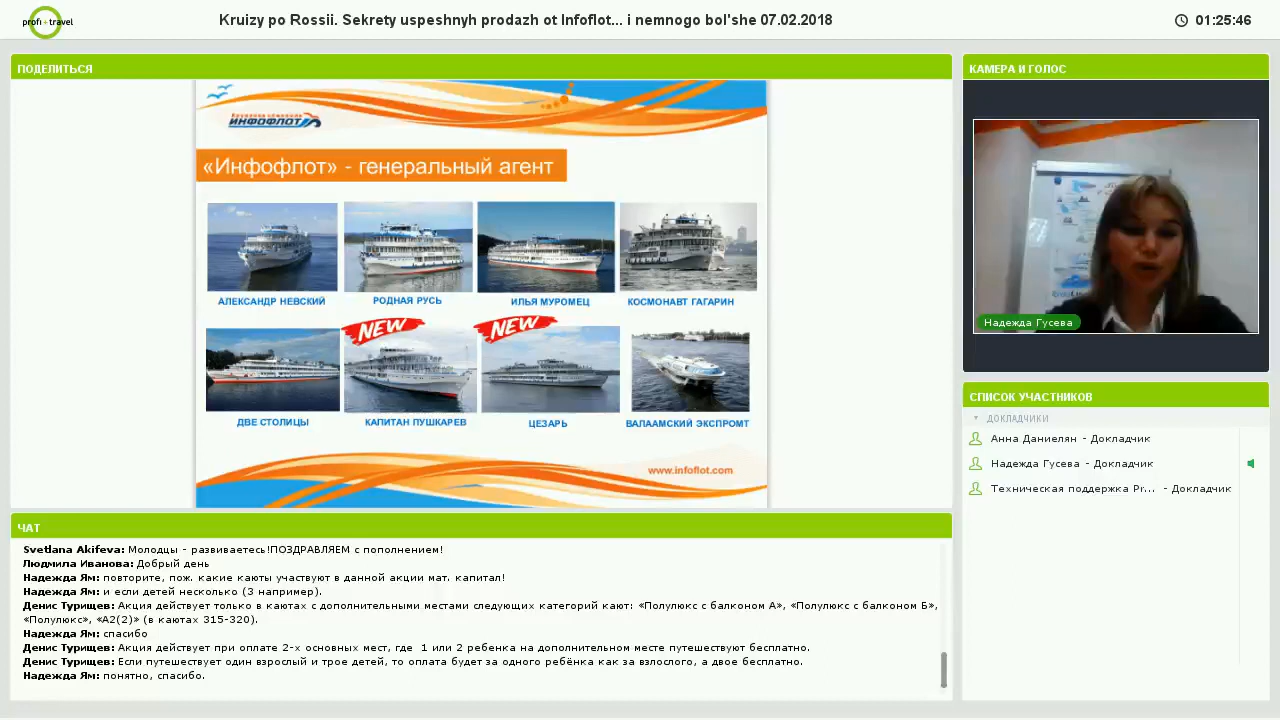 profi travel
Kruizy po Rossii. Sekrety uspeshnyh prodazh ot Infoflot... i nemnogo bol'she 07.02.2018
01:25:46
ПОДЕЛИТЬСЯ
ИНФОФЛОТ
«Инфофлот» - генеральный агент
АЛЕКСАНДР НЕВСКИЙ
РОДНАЯ РУСЬ
ИЛЬЯ МУРОМЕЦ
КОСМОНАВТ ГАГАРИН
NEW
NEW
ДВЕ СТОЛИЦЫ
КАПИТАН ПУШКАРЕВ
ЦЕЗАРЬ
ВАЛААМСКИЙ ЭКСПРОМТ
www.infoflot.com
КАМЕРА И ГОЛОС
Надежда Гусева
СПИСОК УЧАСТНИКОВ
ДОКЛАДЧИКИ
Анна Даниелян - Докладчик
Надежда Гусева - Докладчик
Техническая поддержка Pr... - Докладчик
ЧАТ
Svetlana Akifeva: Молодцы - развиваетесь!ПОЗДРАВЛЯЕМ с пополнением!
Людмила Иванова: Добрый день
Надежда Ям: повторите, пож. какие каюты участвуют в данной акции мат. капитал!
Надежда Ям: и если детей несколько (3 например).
Денис Турищев: Акция действует только в каютах с дополнительными местами следующих категорий кают: «Полулюкс с балконом А», «Полулюкс с балконом Б»,
«Полулюкс», «А2(2)» (в каютах 315-320).
Надежда Ям: спасибо
Денис Турищев: Акция действует при оплате 2-х основных мест, где 1 или 2 ребенка на дополнительном месте путешествуют бесплатно.
Денис Турищев: Если путешествует один взрослый и трое детей, то оплата будет за одного ребёнка как за взлослого, а двое бесплатно.
Надежда Ям: понятно, спасибо.